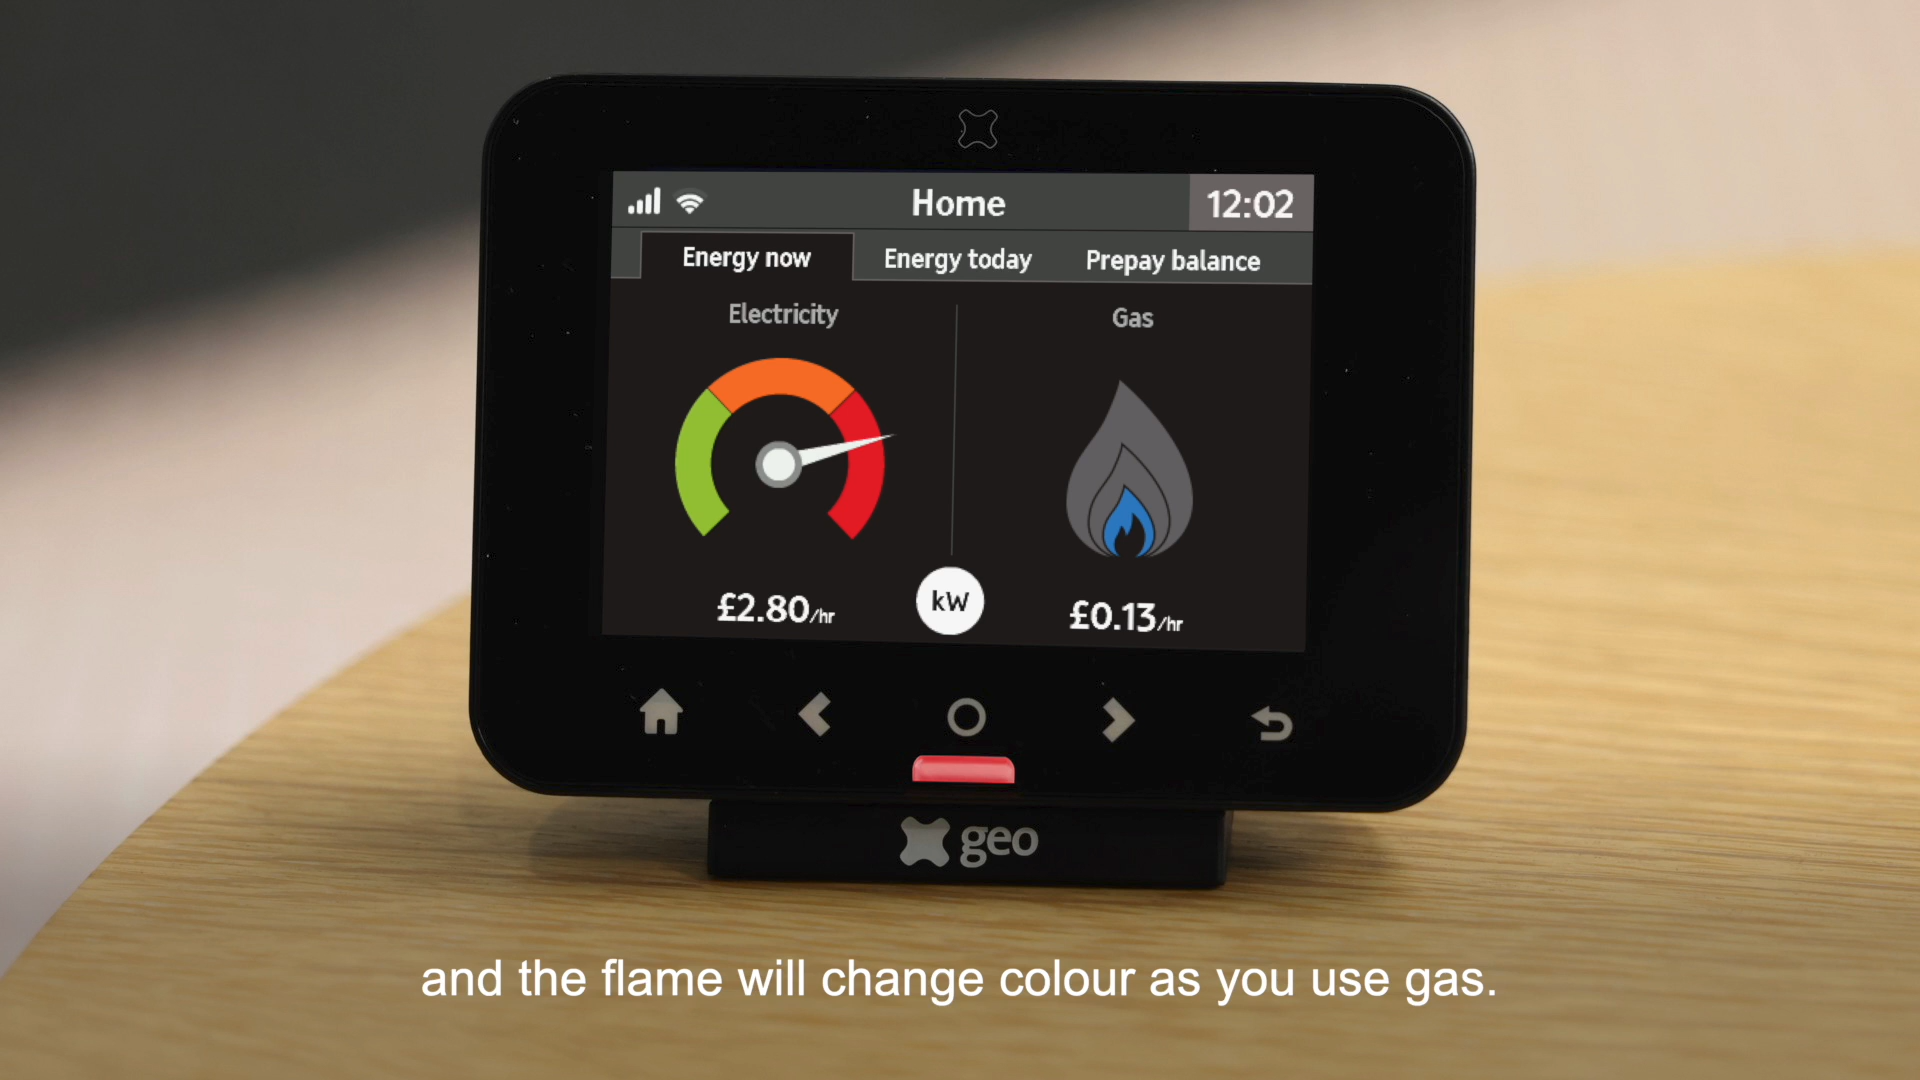 Home
12:02
Energy now
Energy today
Prepay balance
Electricity
Gas
£2.80/hr
kW
£0.13/hr
geo
and the flame will change colour as you use gas.